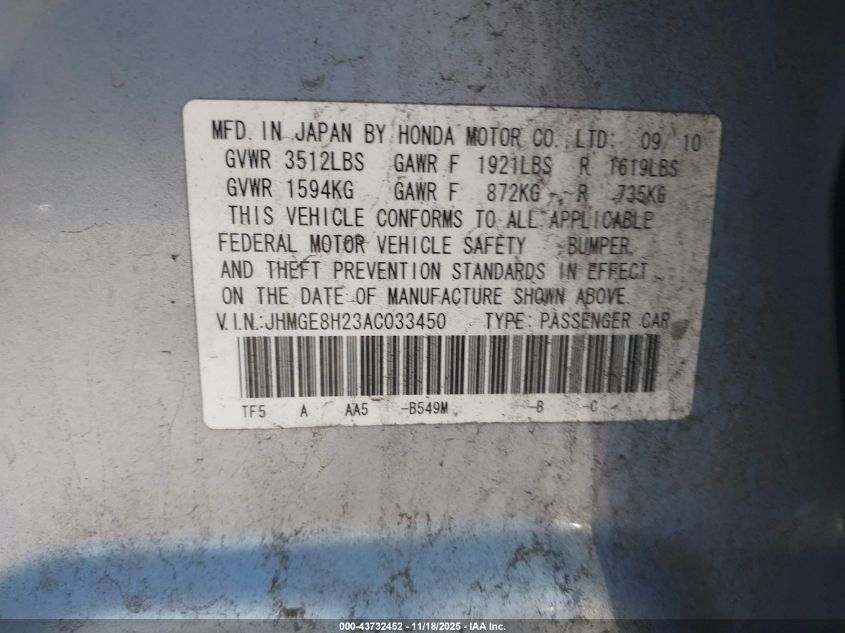 MFD. IN JAPAN BY HONDA MOTOR CO. LTD: 09/10
GVWR 3512LBS GAWR F 1921LBS R 1619LBS
GVWR 1594KG GAWR F 872KG R 735KG
THIS VEHICLE CONFORMS TO ALL APPLICABLE
FEDERAL MOTOR VEHICLE SAFETY BUMPER
AND THEFT PREVENTION STANDARDS IN EFFECT
ON THE DATE OF MANUFACTURE SHOWN ABOVE.
V.I.N.:JHMGE8H23AC033450 TYPE: PASSENGER CAR
TF5 A AA5 -B549M -B -C
000-43732452 - 11/18/2025 - IAA Inc.